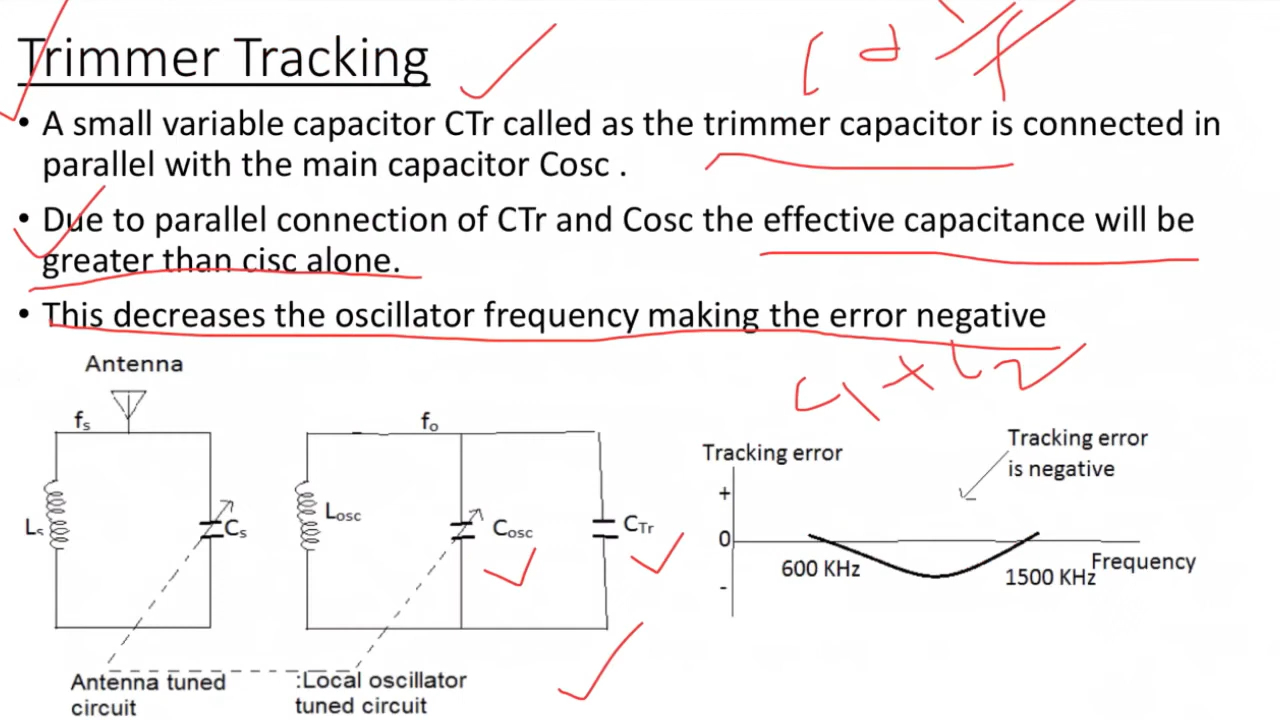 Trimmer Tracking
• A small variable capacitor CTr called as the trimmer capacitor is connected in
parallel with the main capacitor Cosc .
• Due to parallel connection of CTr and Cosc the effective capacitance will be
greater than cisc alone.
• This decreases the oscillator frequency making the error negative
C1 + C2
Antenna
fs
fo
Ls
Cs
Losc
Cosc
CTr
Antenna tuned
circuit
:Local oscillator
tuned circuit
Tracking error
Tracking error
is negative
+
0
-
600 KHz
1500 KHz
Frequency